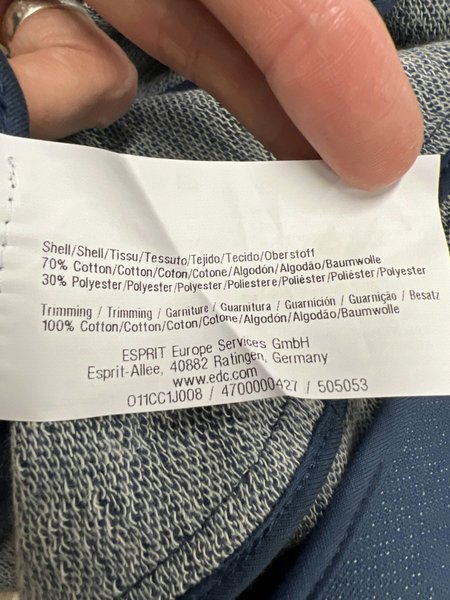 Shell/Shell/Tissu/Tessuto/Tejido/Tecido/Oberstoff
70% Cotton/Cotton/Coton/Cotone/Algodón/Algodão/Baumwolle
30% Polyester/Polyester/Polyester/Poliestere/Poliéster/Poliéster/Polyester
Trimming / Trimming / Garniture / Guarnitura / Guarnición / Guarnição / Besatz
100% Cotton/Cotton/Coton/Cotone/Algodón/Algodão/Baumwolle
ESPRIT Europe Services GmbH
Esprit-Allee, 40882 Ratingen, Germany
www.edc.com
011CC1J008 / 4700000427 / 505053